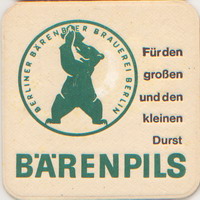 BERLINER BÄRENBIER BRAUEREI BERLIN
Für den
großen
und den
kleinen
Durst
BÄRENPILS